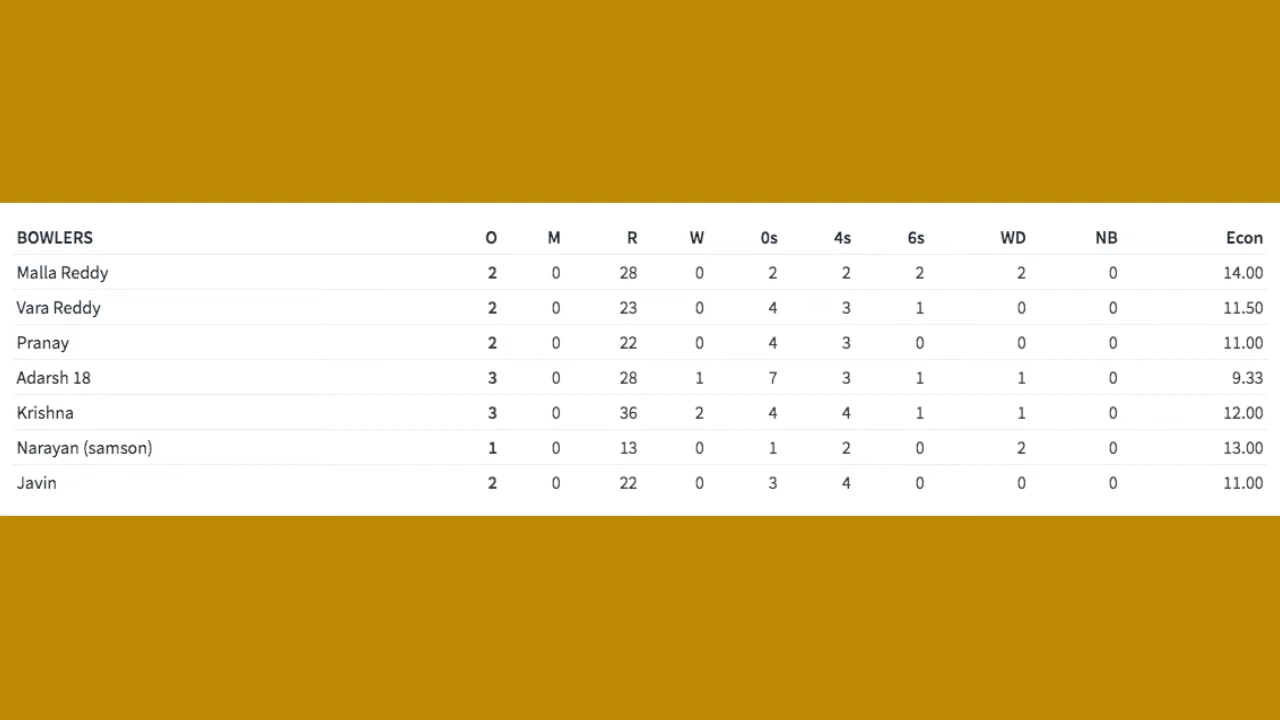 BOWLERS O M R W 0s 4s 6s WD NB Econ
Malla Reddy 2 0 28 0 2 2 2 2 0 14.00
Vara Reddy 2 0 23 0 4 3 1 0 0 11.50
Pranay 2 0 22 0 4 3 0 0 0 11.00
Adarsh 18 3 0 28 1 7 3 1 1 0 9.33
Krishna 3 0 36 2 4 4 1 1 0 12.00
Narayan (samson) 1 0 13 0 1 2 0 2 0 13.00
Javin 2 0 22 0 3 4 0 0 0 11.00